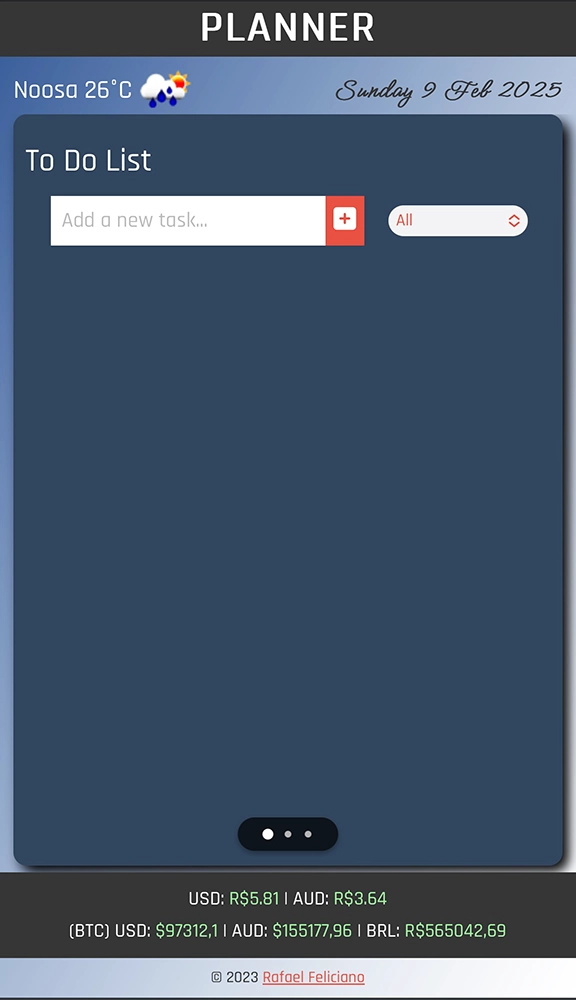 PLANNER
Noosa 26°C
Sunday 9 Feb 2025
To Do List
Add a new task...
All
USD: R$5.81 | AUD: R$3.64
(BTC) USD: $97312,1 | AUD: $155177,96 | BRL: R$565042,69
© 2023 Rafael Feliciano